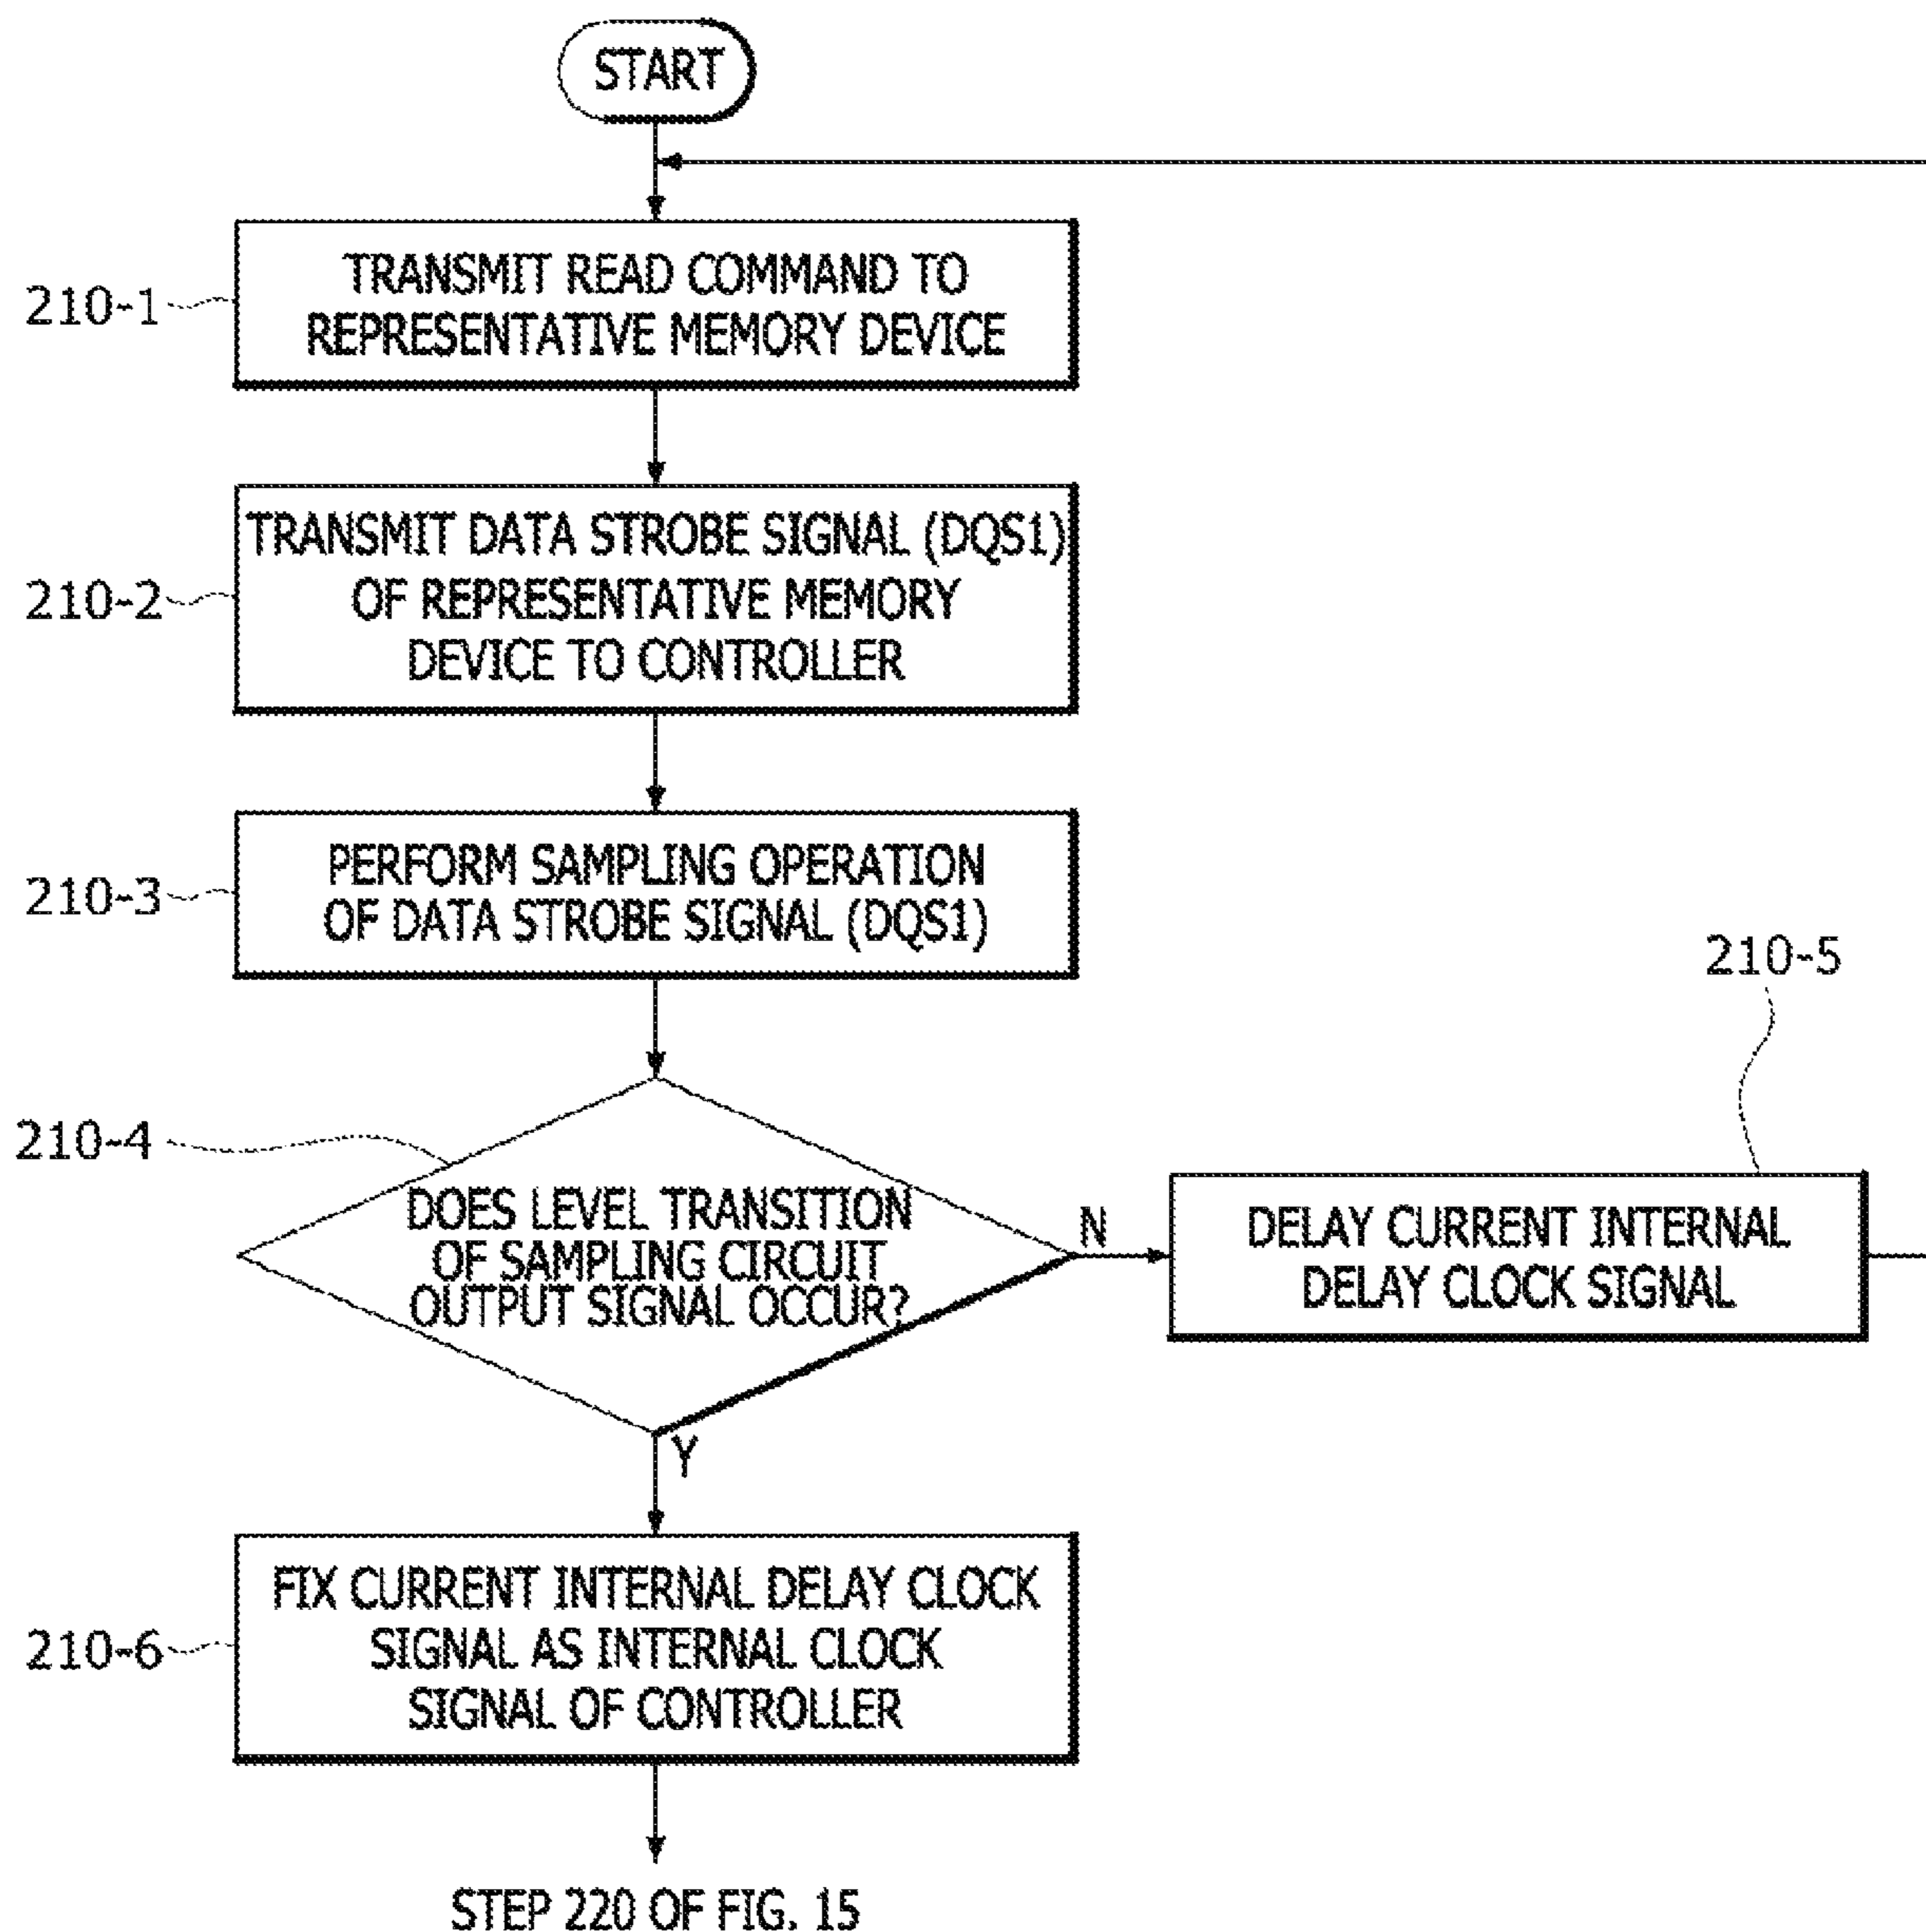 START
210-1
TRANSMIT READ COMMAND TO
REPRESENTATIVE MEMORY DEVICE
210-2
TRANSMIT DATA STROBE SIGNAL (DQS1)
OF REPRESENTATIVE MEMORY
DEVICE TO CONTROLLER
210-3
PERFORM SAMPLING OPERATION
OF DATA STROBE SIGNAL (DQS1)
210-4
DOES LEVEL TRANSITION
OF SAMPLING CIRCUIT
OUTPUT SIGNAL OCCUR?
N
210-5
DELAY CURRENT INTERNAL
DELAY CLOCK SIGNAL
Y
210-6
FIX CURRENT INTERNAL DELAY CLOCK
SIGNAL AS INTERNAL CLOCK
SIGNAL OF CONTROLLER
STEP 220 OF FIG. 15